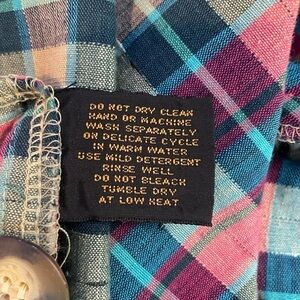 DO NOT DRY CLEAN
HAND OR MACHINE
WASH SEPARATELY
ON DELICATE CYCLE
IN WARM WATER
USE MILD DETERGENT
RINSE WELL
DO NOT BLEACH
TUMBLE DRY
AT LOW HEAT